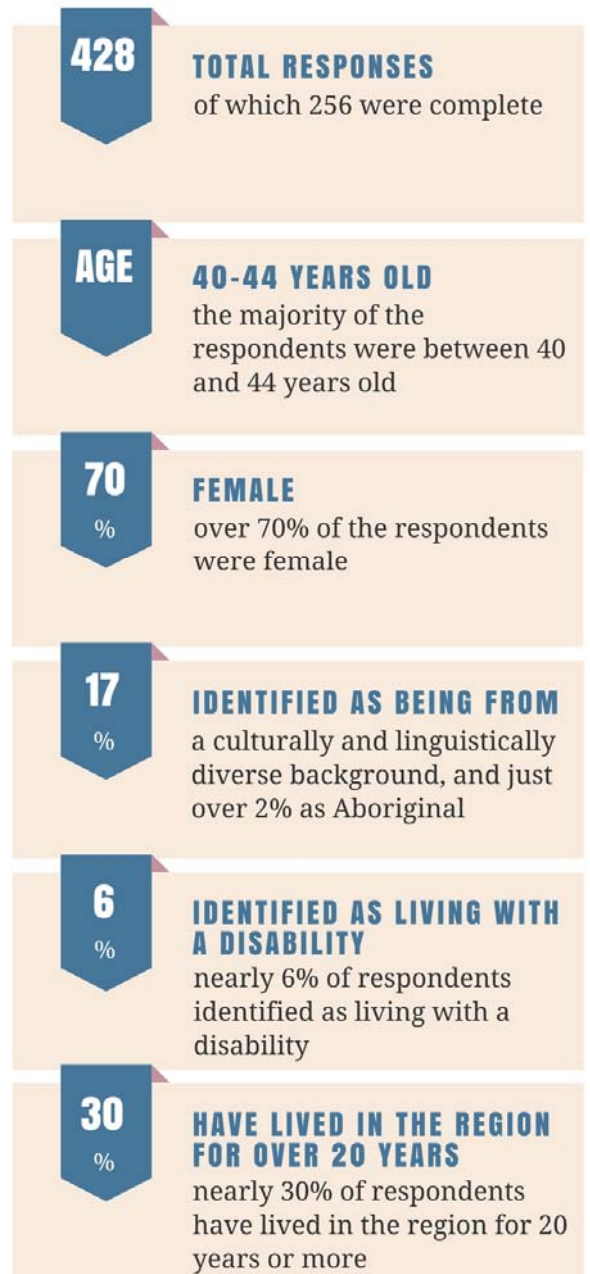 428
TOTAL RESPONSES
of which 256 were complete
AGE
40-44 YEARS OLD
the majority of the
respondents were between 40
and 44 years old
70
%
FEMALE
over 70% of the respondents
were female
17
%
IDENTIFIED AS BEING FROM
a culturally and linguistically
diverse background, and just
over 2% as Aboriginal
6
%
IDENTIFIED AS LIVING WITH
A DISABILITY
nearly 6% of respondents
identified as living with a
disability
30
%
HAVE LIVED IN THE REGION
FOR OVER 20 YEARS
nearly 30% of respondents
have lived in the region for 20
years or more